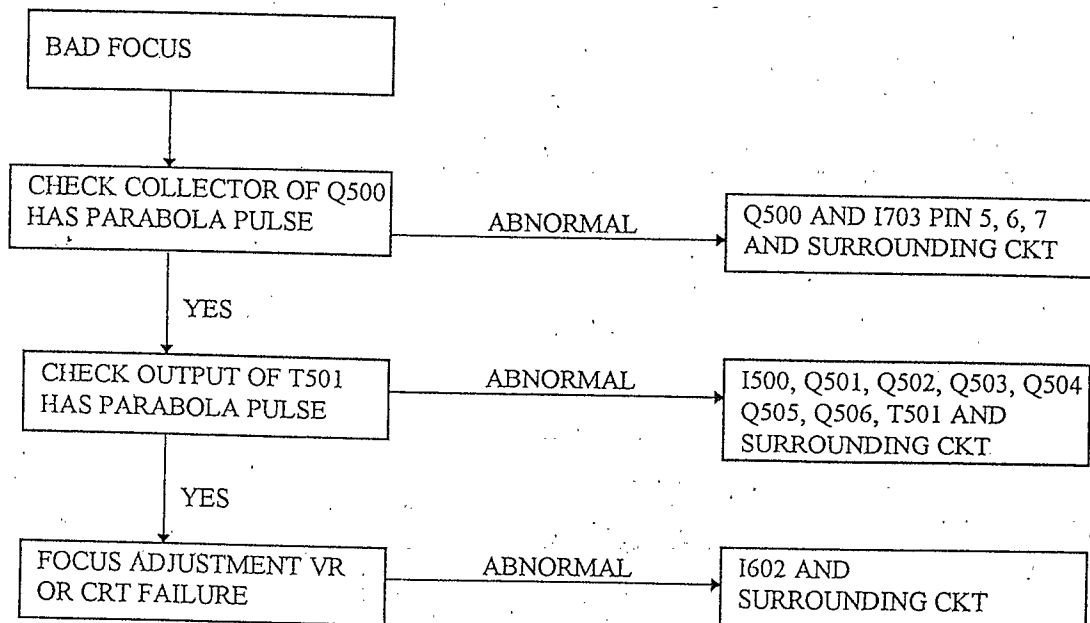 BAD FOCUS
CHECK COLLECTOR OF Q500
HAS PARABOLA PULSE
ABNORMAL
Q500 AND I703 PIN 5, 6, 7
AND SURROUNDING CKT
YES
CHECK OUTPUT OF T501
HAS PARABOLA PULSE
ABNORMAL
I500, Q501, Q502, Q503, Q504
Q505, Q506, T501 AND
SURROUNDING CKT
YES
FOCUS ADJUSTMENT VR
OR CRT FAILURE
ABNORMAL
I602 AND
SURROUNDING CKT